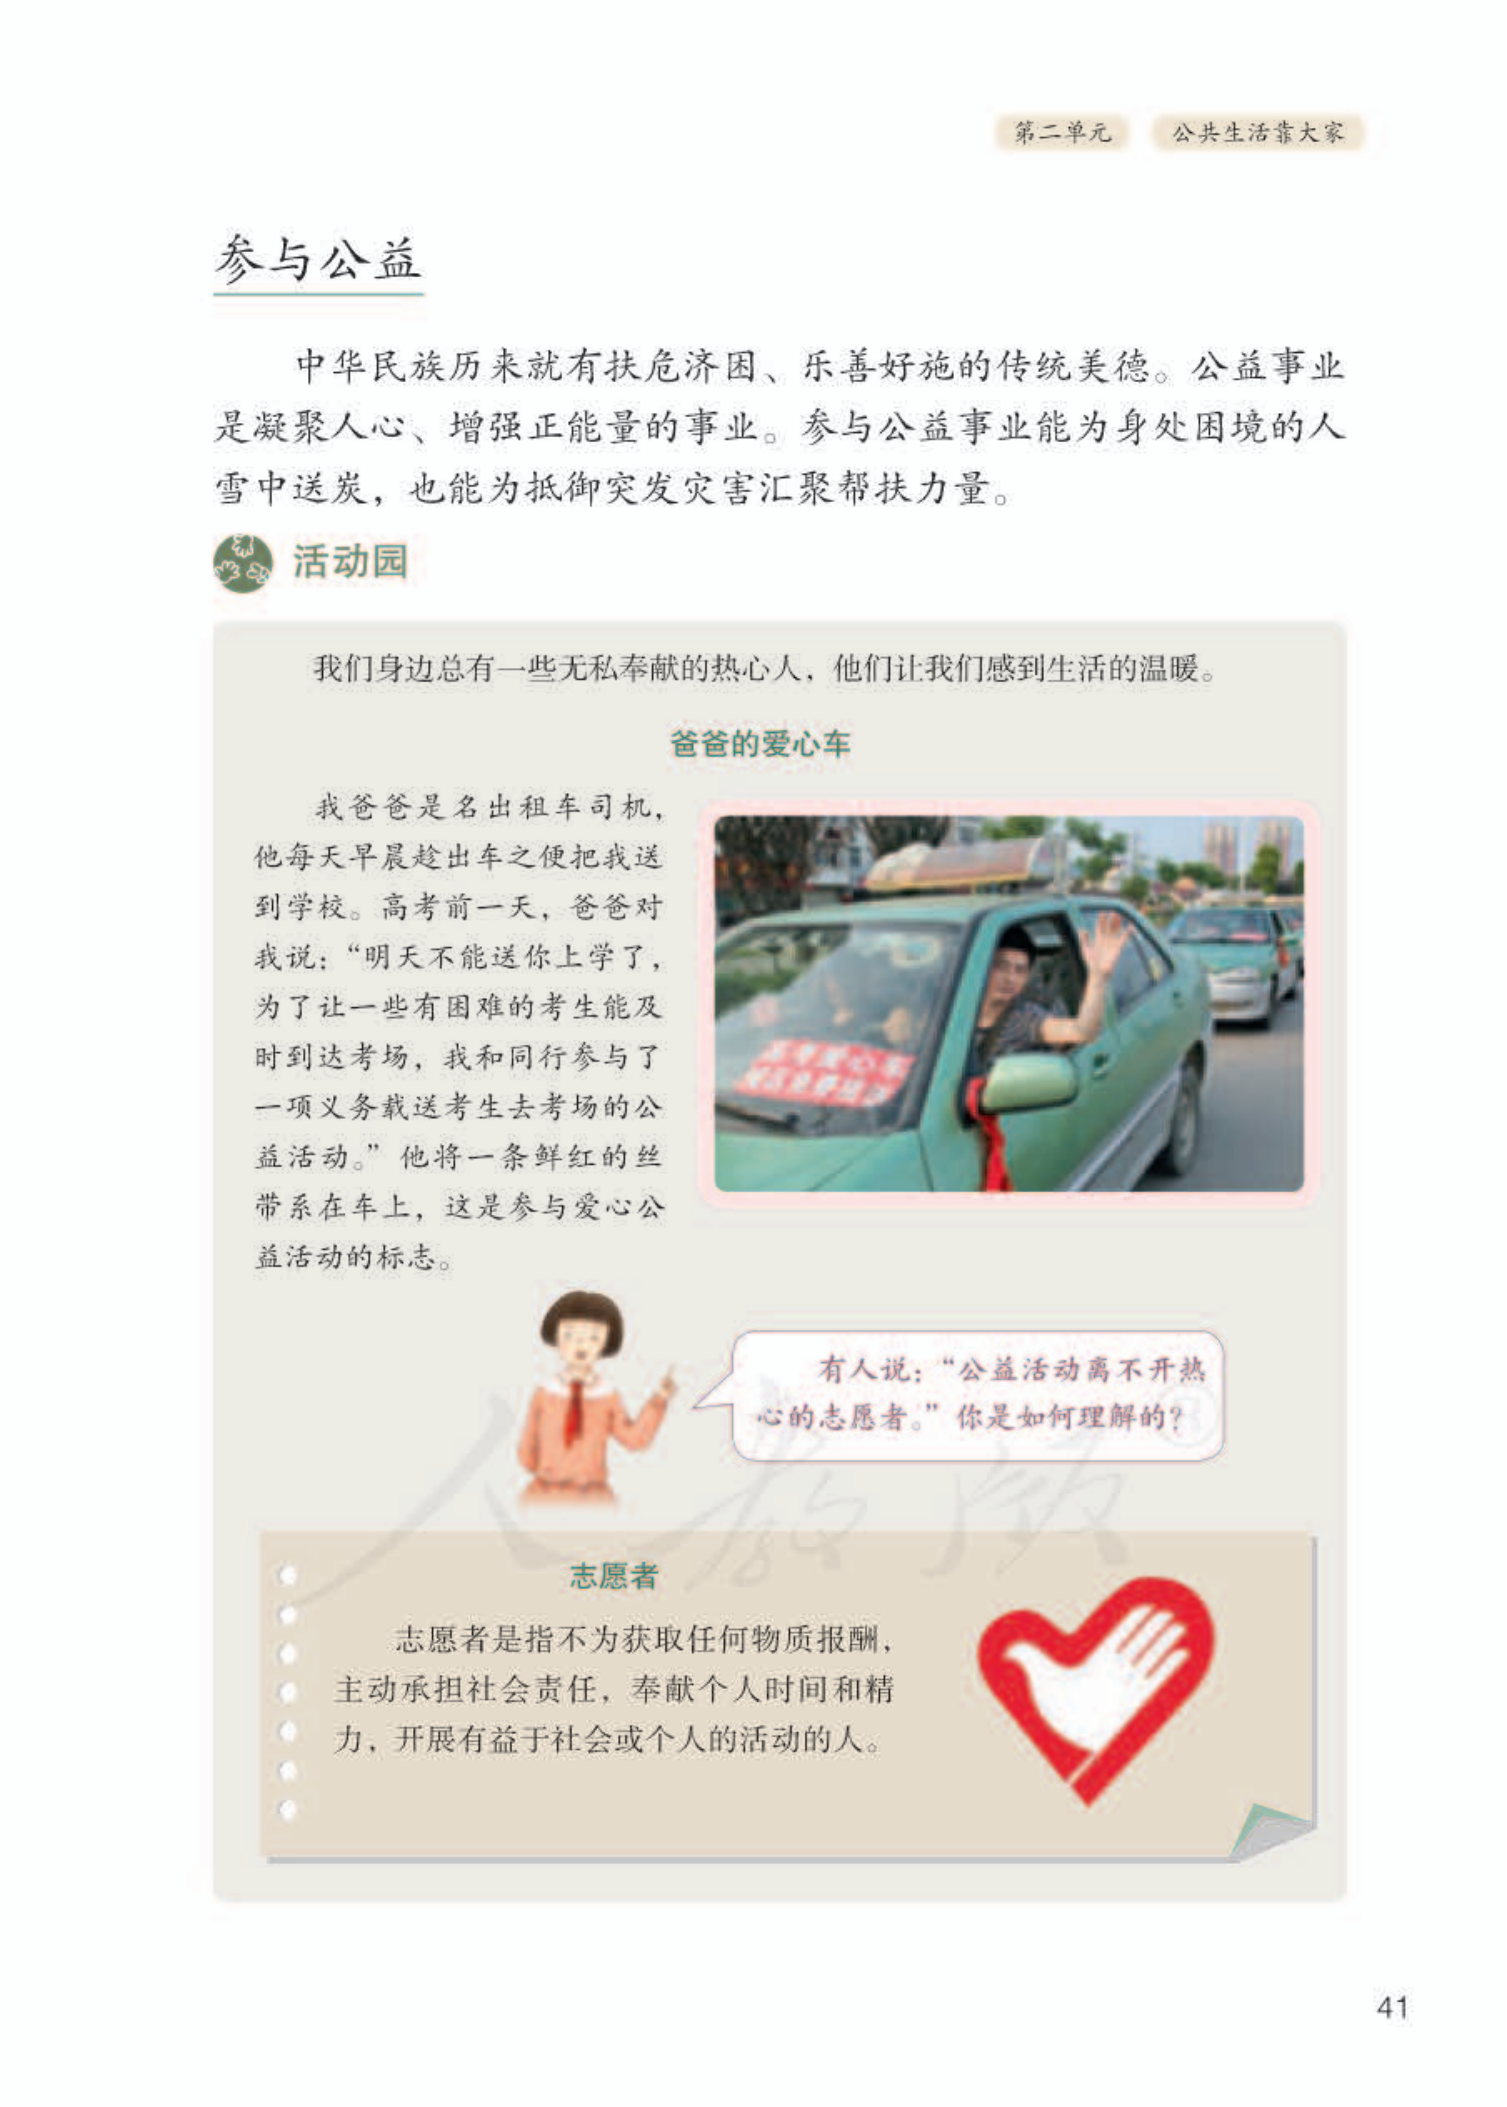 第二单元 公共生活靠大家
参与公益
中华民族历来就有扶危济困、乐善好施的传统美德。公益事业
是凝聚人心、增强正能量的事业。参与公益事业能为身处困境的人
雪中送炭，也能为抵御突发灾害汇聚帮扶力量。
活动园
我们身边总有一些无私奉献的热心人，他们让我们感到生活的温暖。
爸爸的爱心车
我爸爸是名出租车司机，
他每天早晨趁出车之便把我送
到学校。高考前一天，爸爸对
我说：“明天不能送你上学了，
为了让一些有困难的考生能及
时到达考场，我和同行参与了
一项义务载送考生去考场的公
益活动。”他将一条鲜红的丝
带系在车上，这是参与爱心公
益活动的标志。
有人说：“公益活动离不开热
心的志愿者。”你是如何理解的？
人教版
志愿者
志愿者是指不为获取任何物质报酬，
主动承担社会责任，奉献个人时间和精
力，开展有益于社会或个人的活动的人。
41